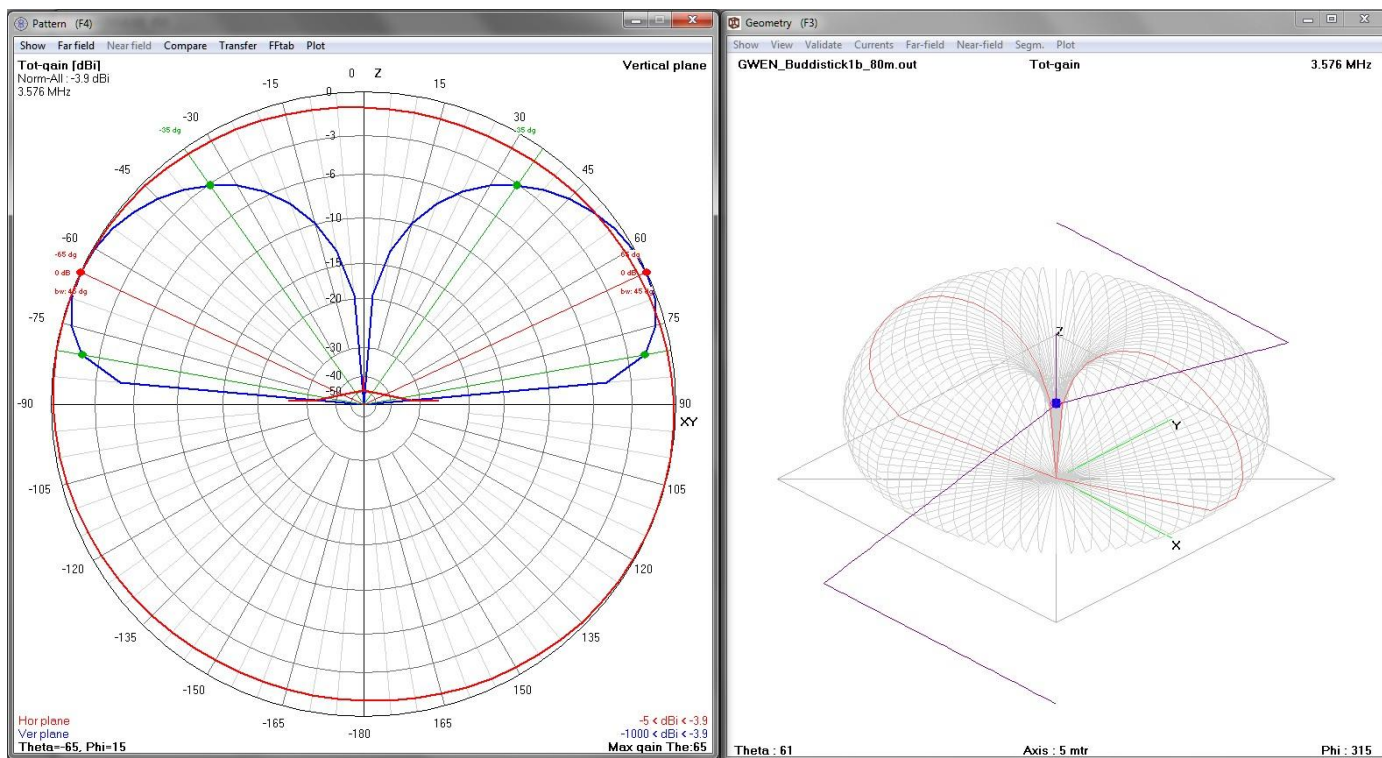 Pattern (F4)
Show Far field Near field Compare Transfer FFtab Plot
Tot-gain [dBi]
Norm-All : -3.9 dBi
3.576 MHz
Vertical plane
0 Z
-15 15
-30 30
-45 45
-60 60
-75 75
-90 90
XY
-105 105
-120 120
-135 135
-150 150
-165 165
-180
0
-3
-6
-10
-15
-20
-30
-40
-50
-35 dg
-35 dg
-65 dg
0 dB
bw: 45 dg
0 dB
bw: 45 dg
Hor plane
Ver plane
Theta=-65, Phi=15
-5 < dBi < -3.9
-1000 < dBi < -3.9
Max gain The:65
Geometry (F3)
Show View Validate Currents Far-field Near-field Segm. Plot
GWEN_Buddistick1b_80m.out Tot-gain 3.576 MHz
Z
Y
X
Theta : 61 Axis : 5 mtr Phi : 315